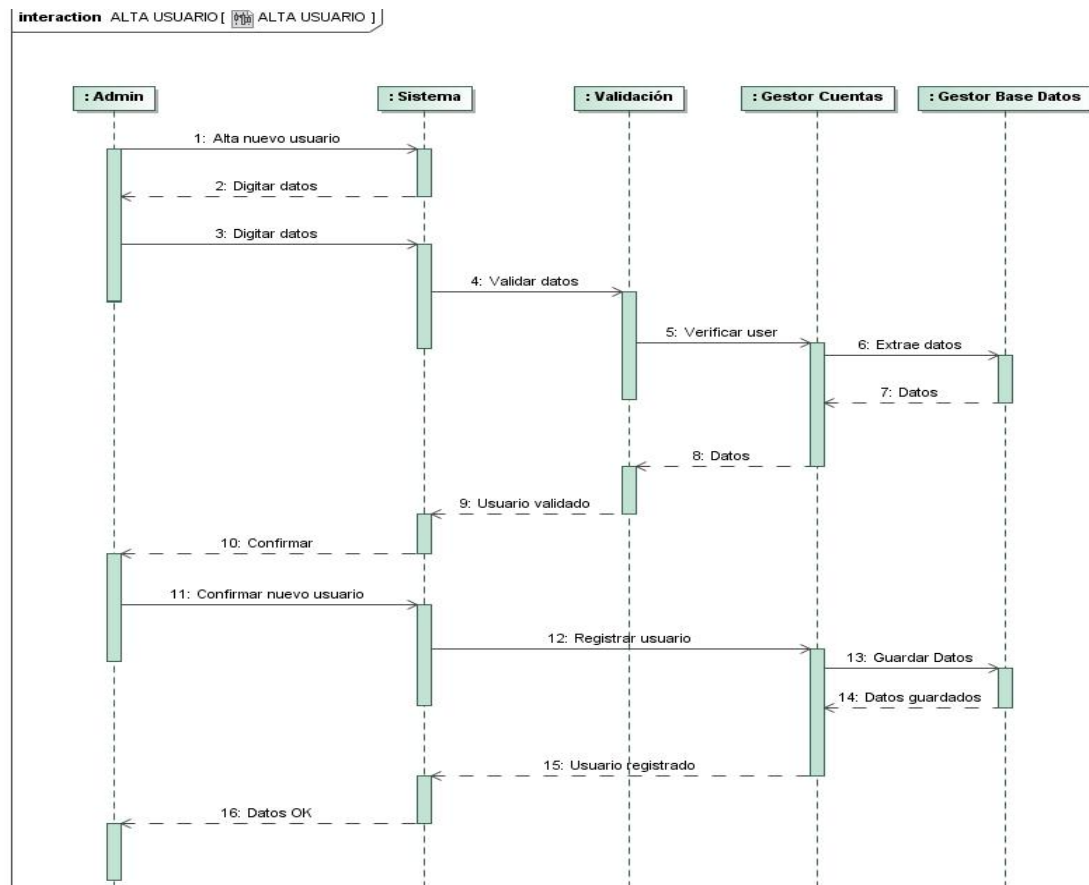 interaction ALTA USUARIO [ ALTA USUARIO ]
: Admin
: Sistema
: Validación
: Gestor Cuentas
: Gestor Base Datos
1: Alta nuevo usuario
2: Digitar datos
3: Digitar datos
4: Validar datos
5: Verificar user
6: Extrae datos
7: Datos
8: Datos
9: Usuario validado
10: Confirmar
11: Confirmar nuevo usuario
12: Registrar usuario
13: Guardar Datos
14: Datos guardados
15: Usuario registrado
16: Datos OK